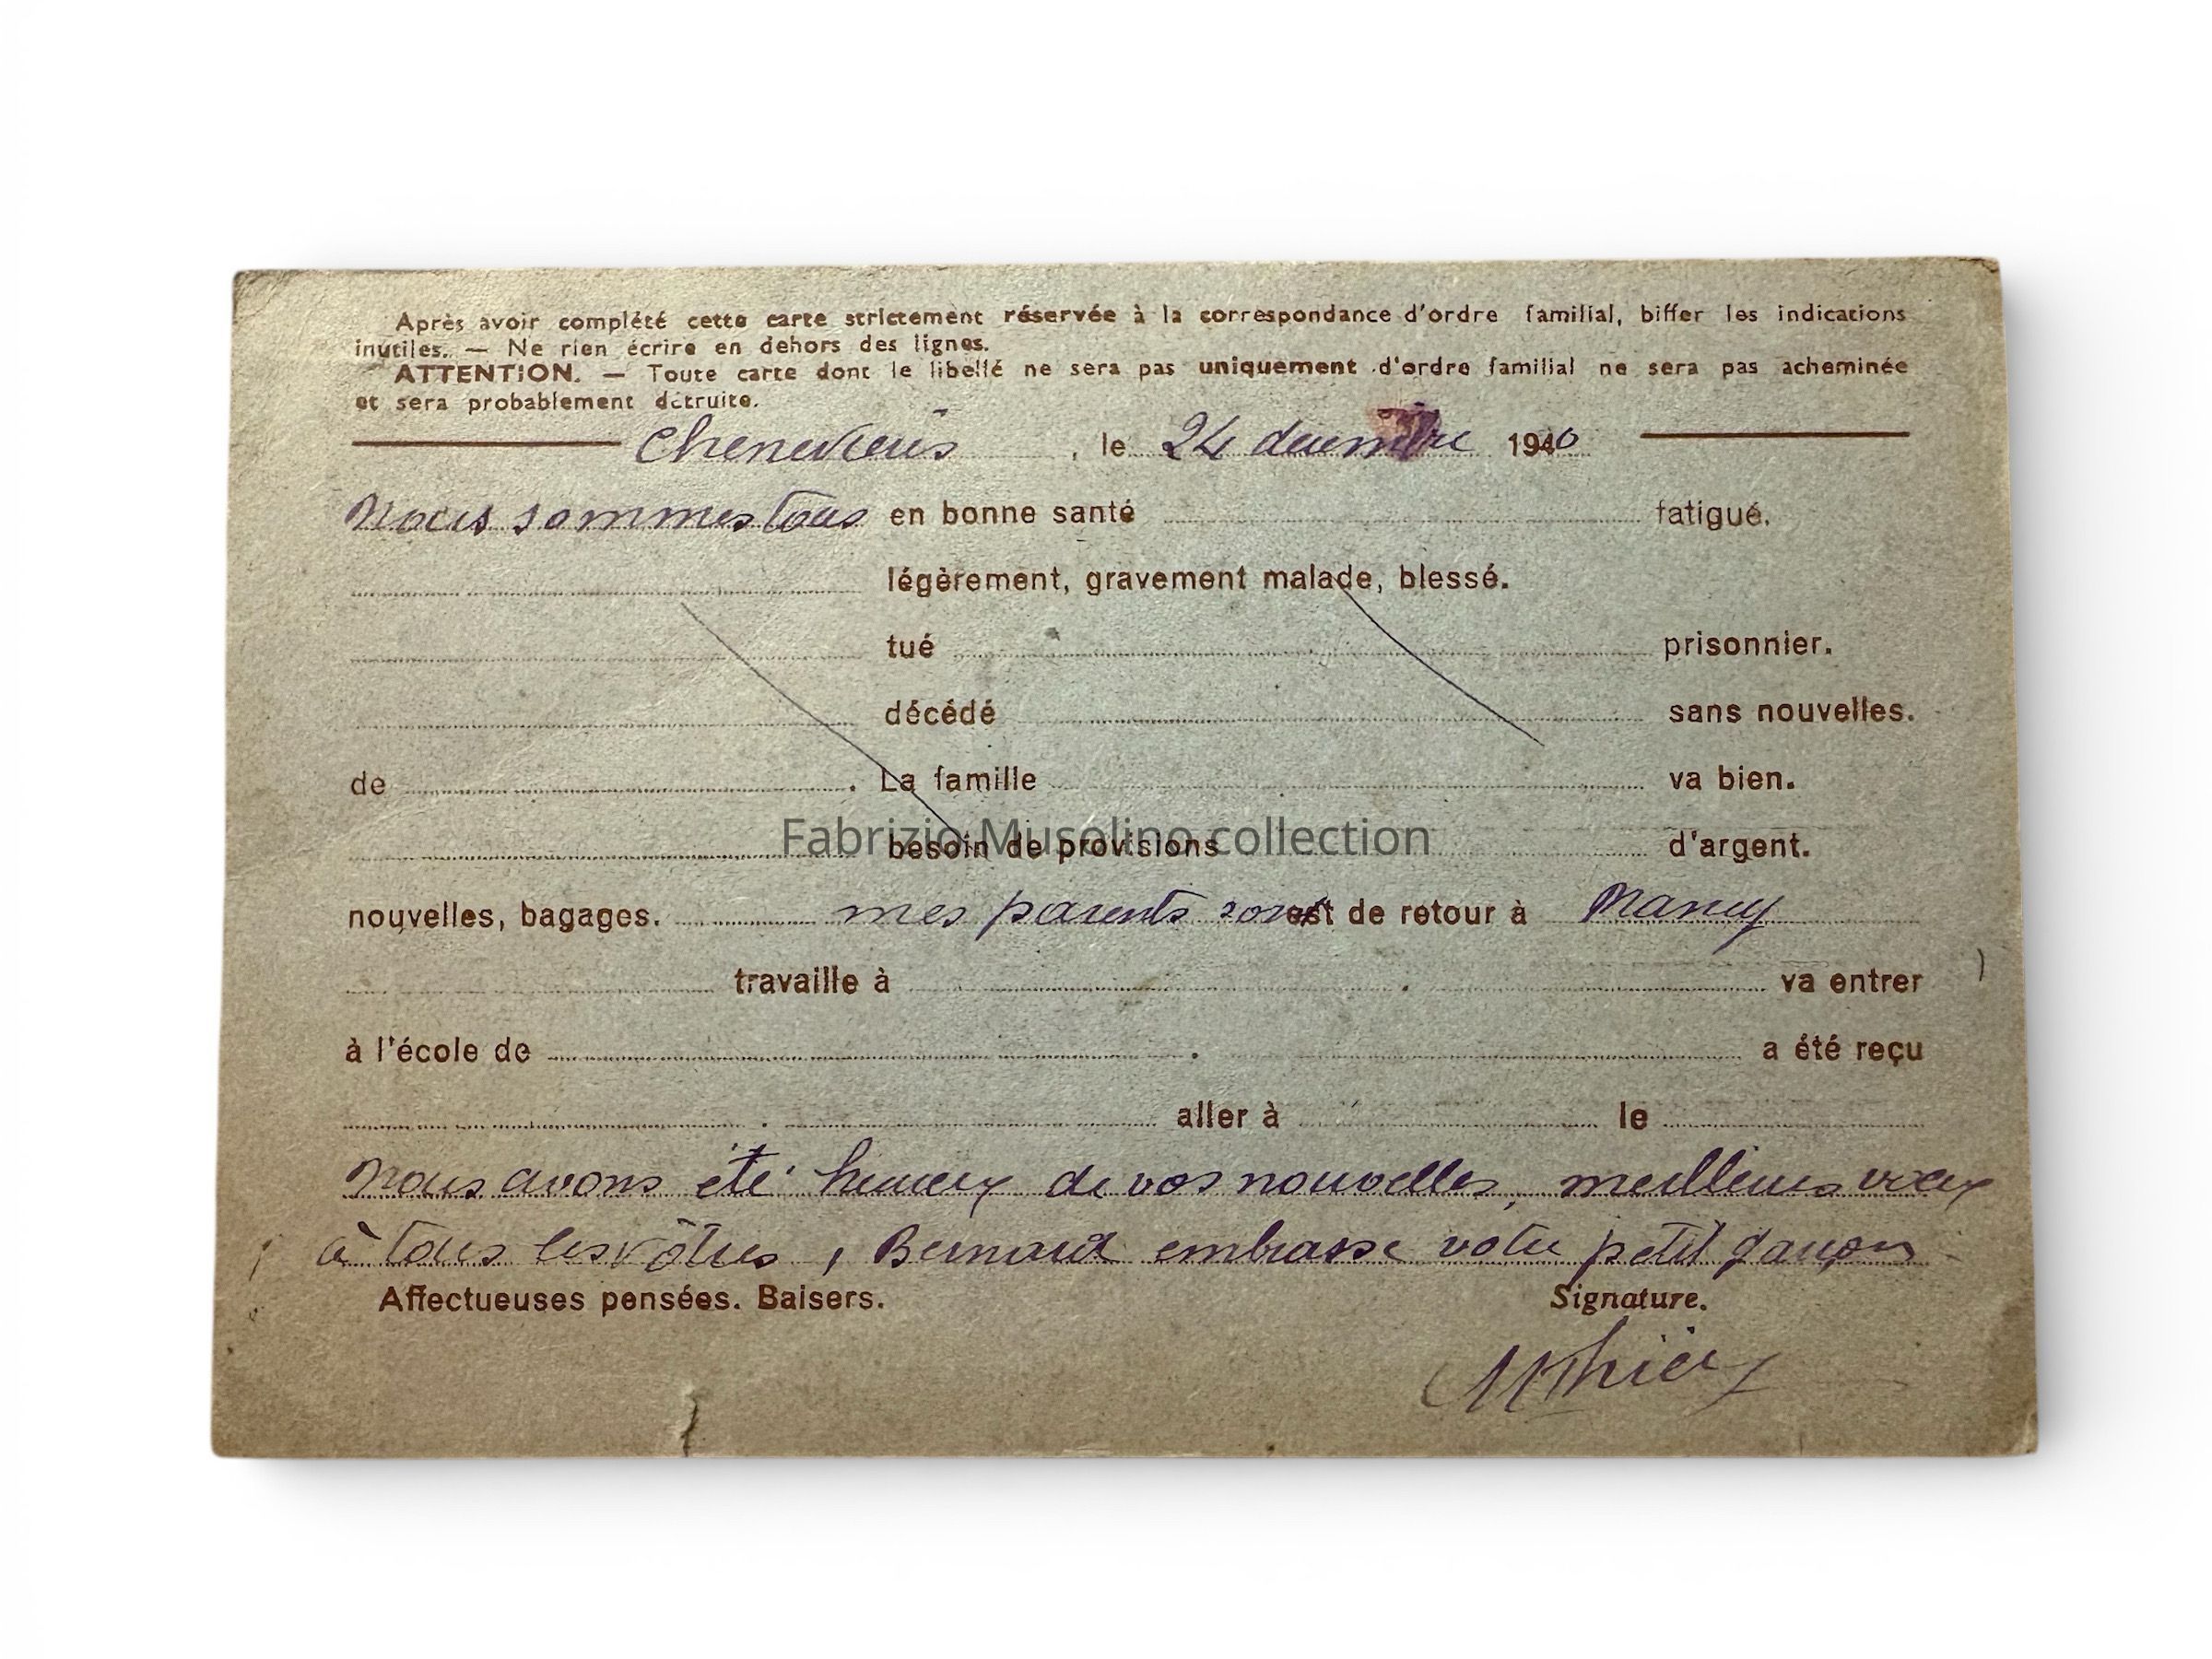 Après avoir complété cette carte strictement réservée à la correspondance d'ordre familial, biffer les indications
inutiles. — Ne rien écrire en dehors des lignes.
ATTENTION. — Toute carte dont le libellé ne sera pas uniquement d'ordre familial ne sera pas acheminée
et sera probablement détruite.
, le 24 decembre 1940
Nous sommes tous en bonne santé fatigué.
légèrement, gravement malade, blessé.
tué prisonnier.
décédé sans nouvelles.
de . La famille va bien.
besoin de provisions d'argent.
Fabrizio Musolino collection
nouvelles, bagages. mes parents sont est de retour à Nancy
travaille à va entrer
à l'école de . a été reçu
. aller à le
Nous avons été heureux de vos nouvelles, meilleurs voeux
à tous les vôtres, Bernard embrasse votre petit garçon
Affectueuses pensées. Baisers. Signature.